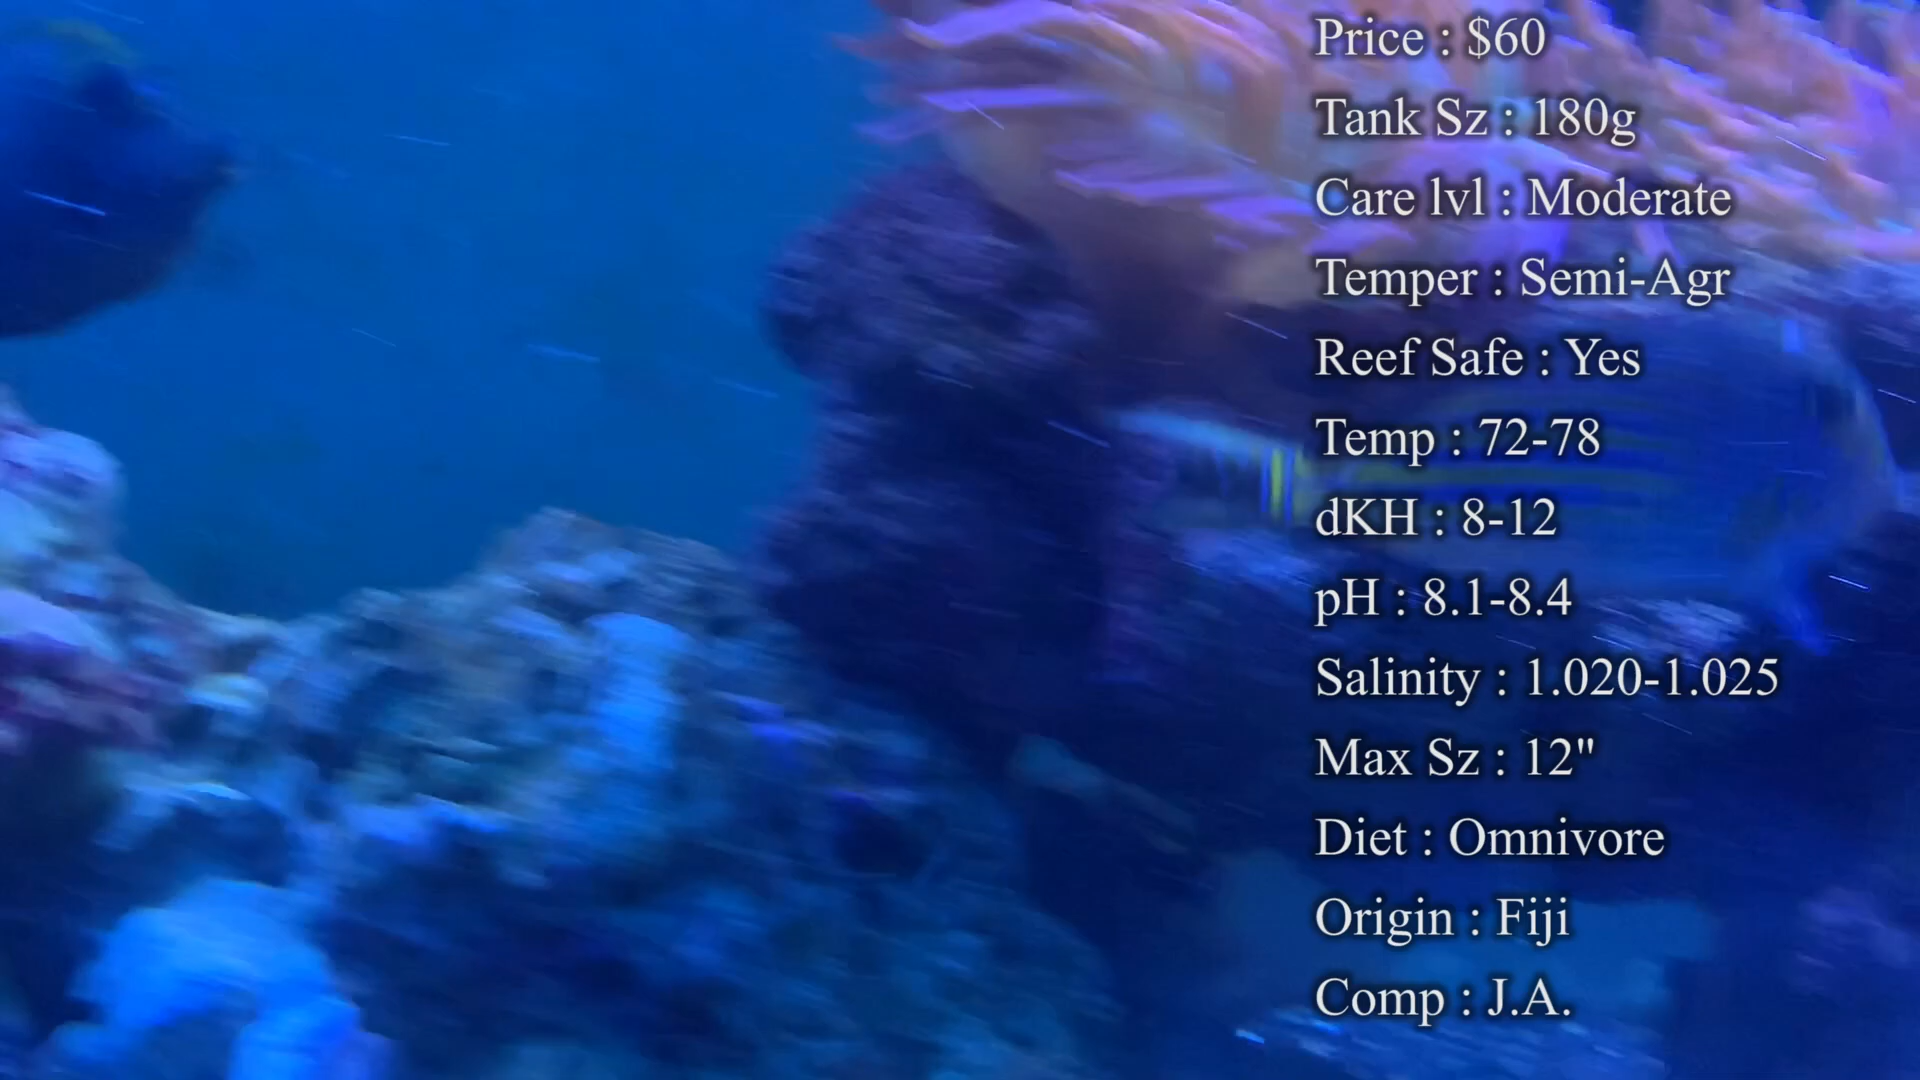 Price : $60
Tank Sz : 180g
Care lvl : Moderate
Temper : Semi-Agr
Reef Safe : Yes
Temp : 72-78
dKH : 8-12
pH : 8.1-8.4
Salinity : 1.020-1.025
Max Sz : 12"
Diet : Omnivore
Origin : Fiji
Comp : J.A.